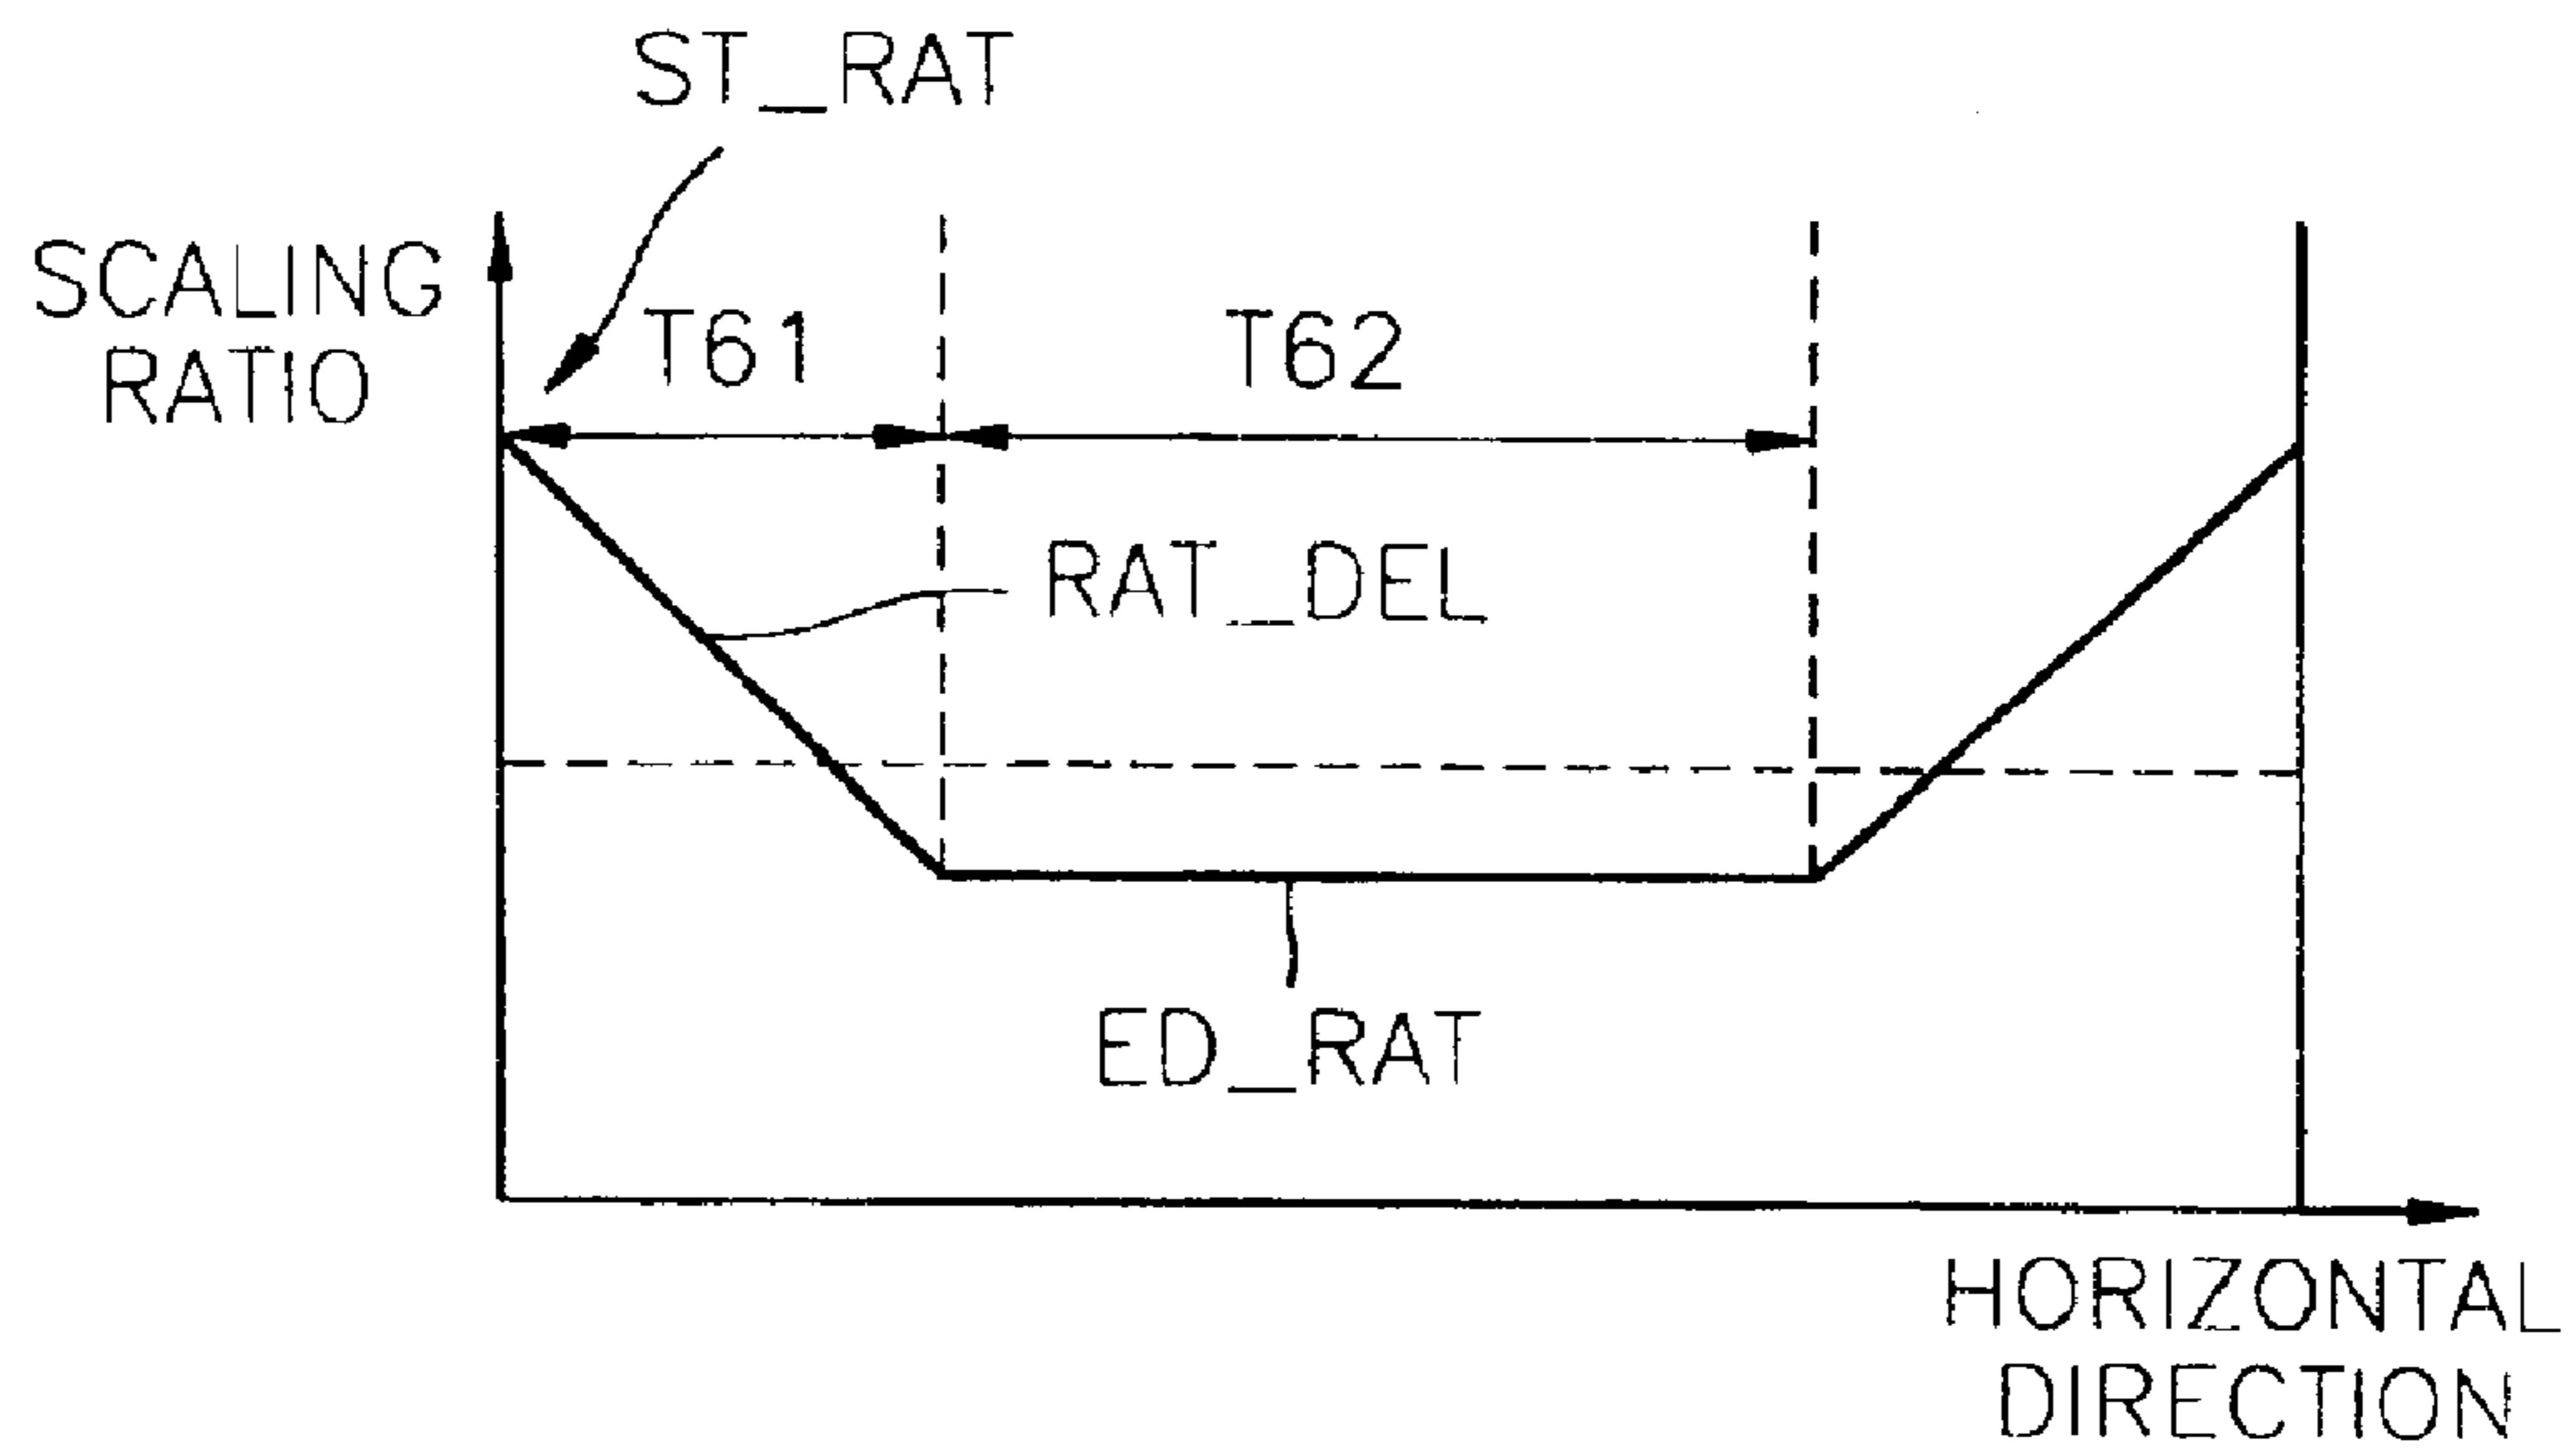 ST_RAT
SCALING
RATIO
T61
T62
RAT_DEL
ED_RAT
HORIZONTAL
DIRECTION